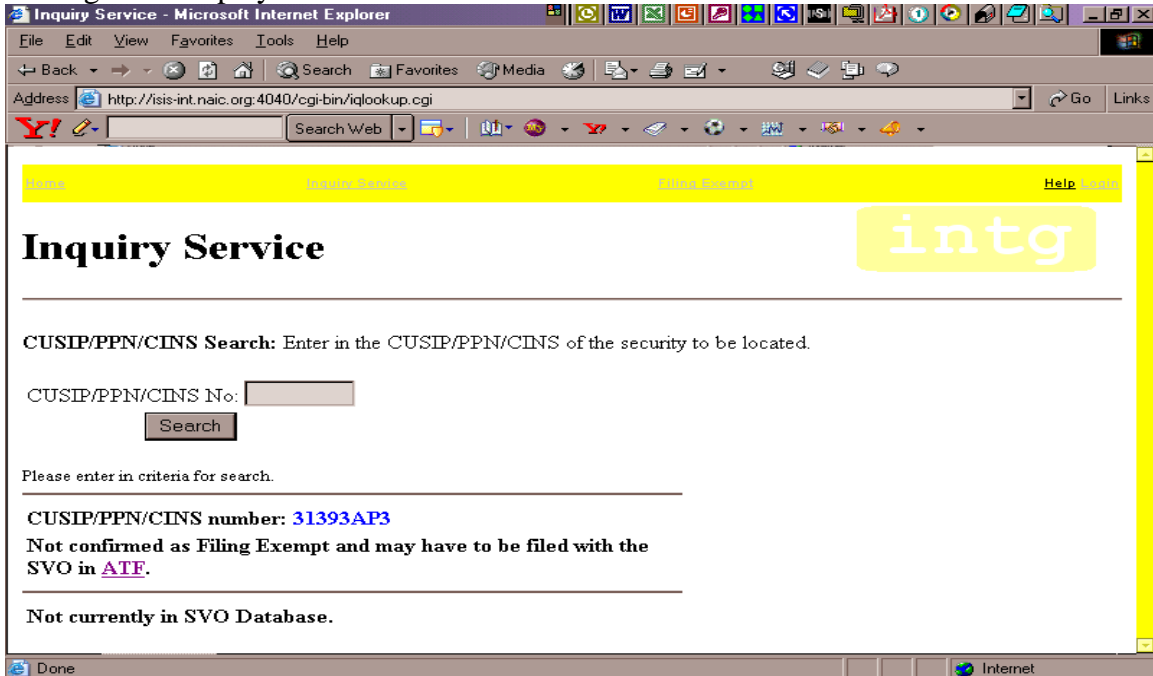 Inquiry Service - Microsoft Internet Explorer
File Edit View Favorites Tools Help
Back Search Favorites Media
Address http://isis-int.naic.org:4040/cgi-bin/iqlookup.cgi Go Links
Y! Search Web
Home Inquiry Service Filing Exempt Help Login
intg
Inquiry Service
CUSIP/PPN/CINS Search: Enter in the CUSIP/PPN/CINS of the security to be located.
CUSIP/PPN/CINS No:
Search
Please enter in criteria for search.
CUSIP/PPN/CINS number: 31393AP3
Not confirmed as Filing Exempt and may have to be filed with the
SVO in ATF.
Not currently in SVO Database.
Done Internet